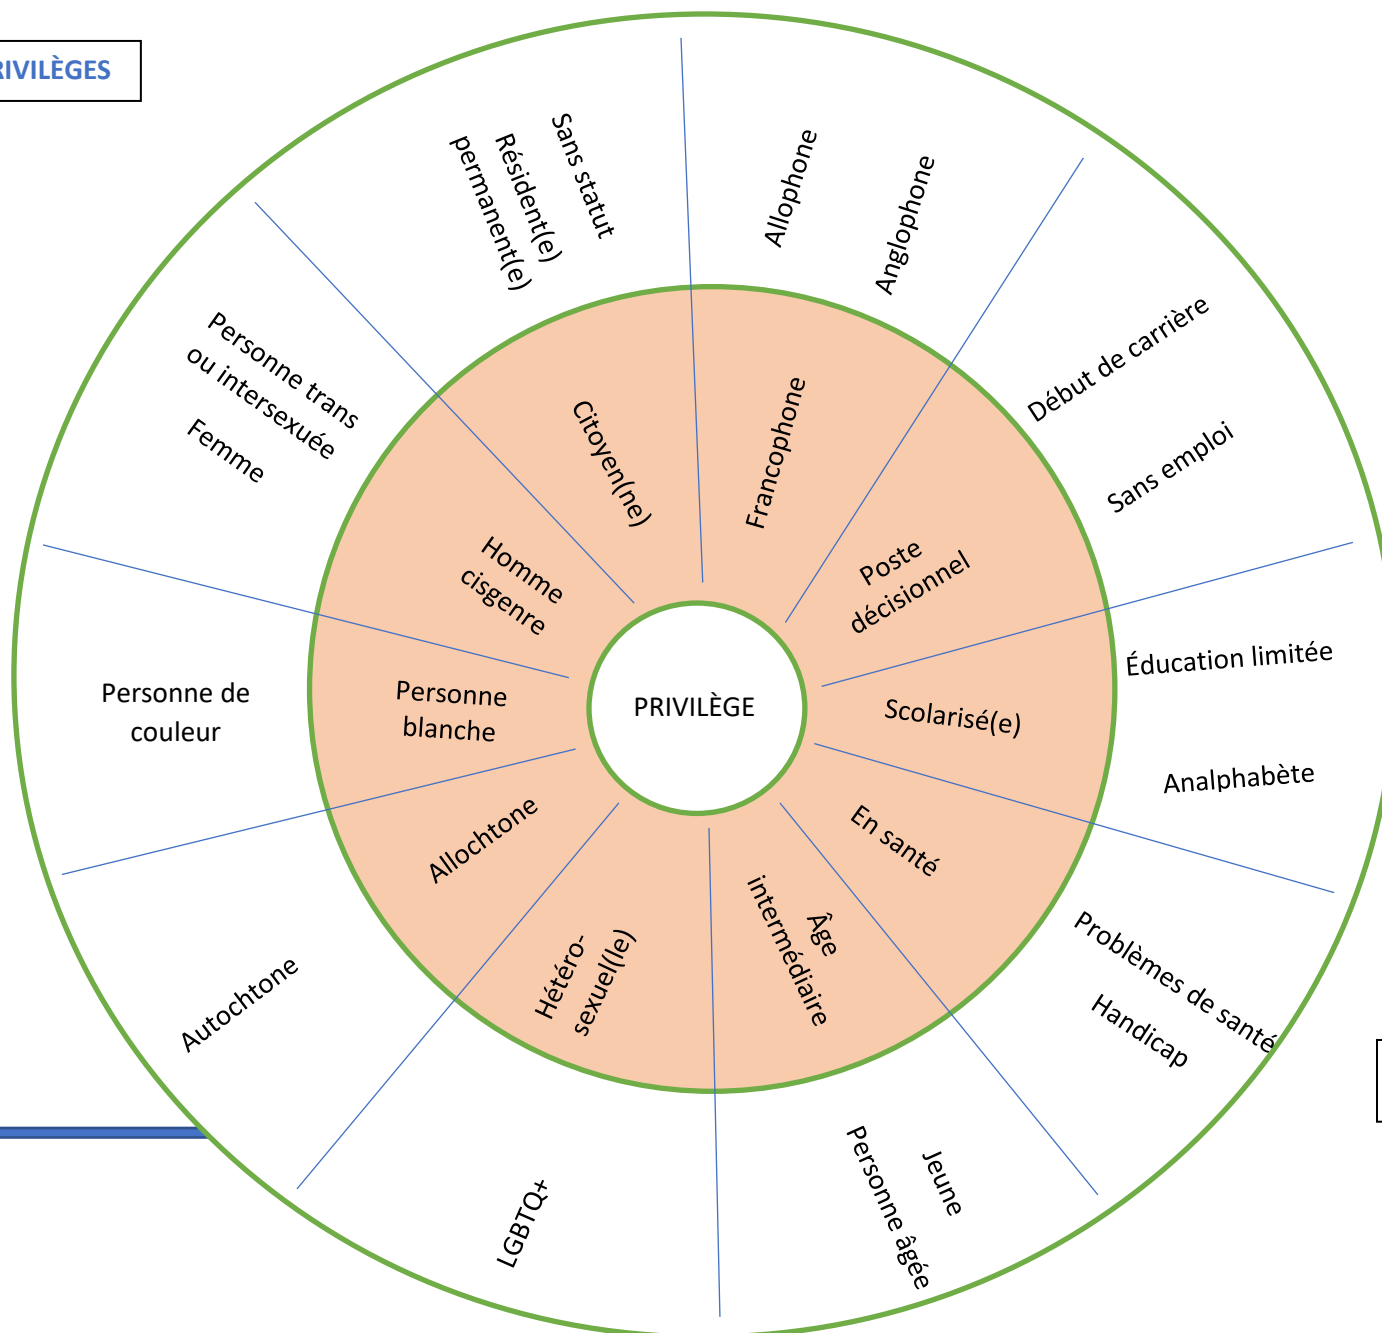 RIVILÈGES
Sans statut
Résident(e)
permanent(e)
Allophone
Anglophone
Début de carrière
Sans emploi
Éducation limitée
Analphabète
Problèmes de santé
Handicap
Jeune
Personne âgée
LGBTQ+
Autochtone
Personne de
couleur
Personne trans
ou intersexuée
Femme
Citoyen(ne)
Francophone
Poste
décisionnel
Scolarisé(e)
En santé
Âge
intermédiaire
Hétéro-
sexuel(le)
Allochtone
Personne
blanche
Homme
cisgenre
PRIVILÈGE